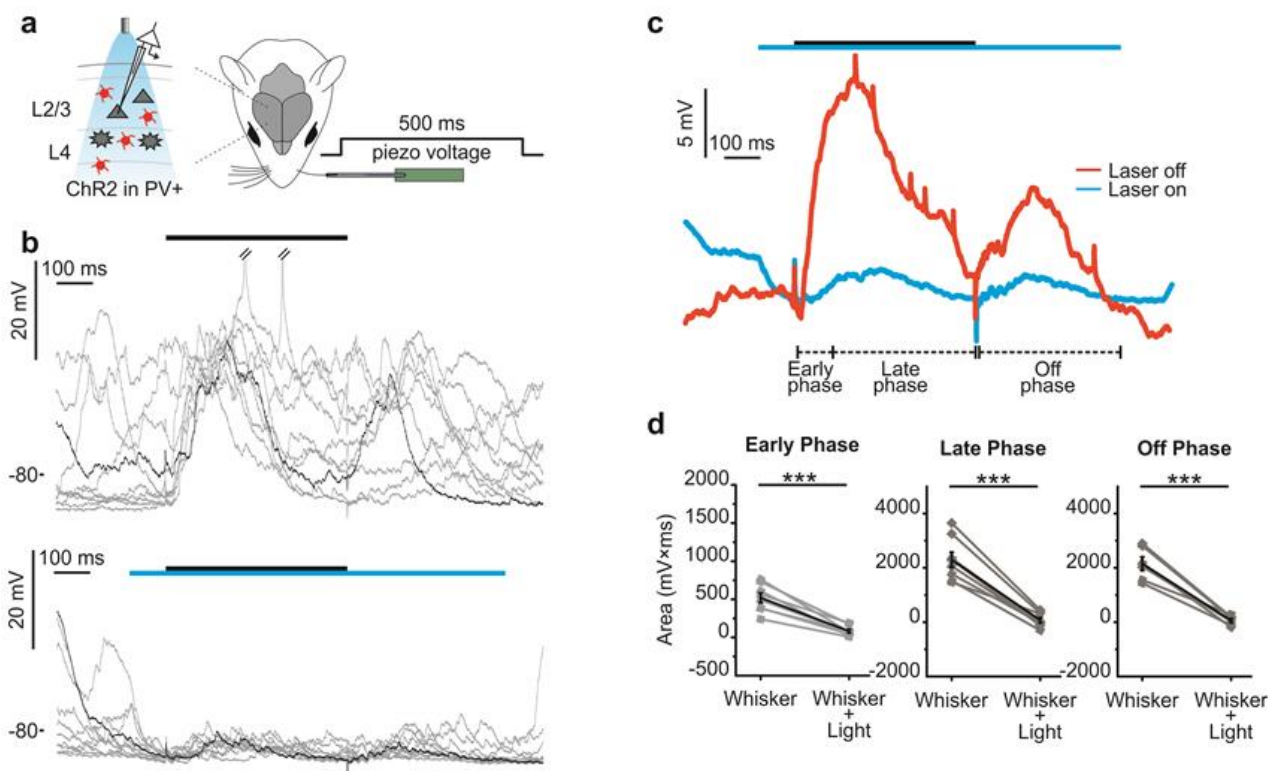 a
L2/3
L4
ChR2 in PV+
500 ms
piezo voltage
b
100 ms
20 mV
-80-
100 ms
20 mV
-80-
c
5 mV
100 ms
Laser off
Laser on
Early
phase
Late
phase
Off
phase
d
Early Phase
Late Phase
Off Phase
***
***
***
Area (mV×ms)
2000
1500
1000
500
0
-500
4000
2000
0
-2000
4000
2000
0
-2000
Whisker
Whisker
+
Light
Whisker
Whisker
+
Light
Whisker
Whisker
+
Light